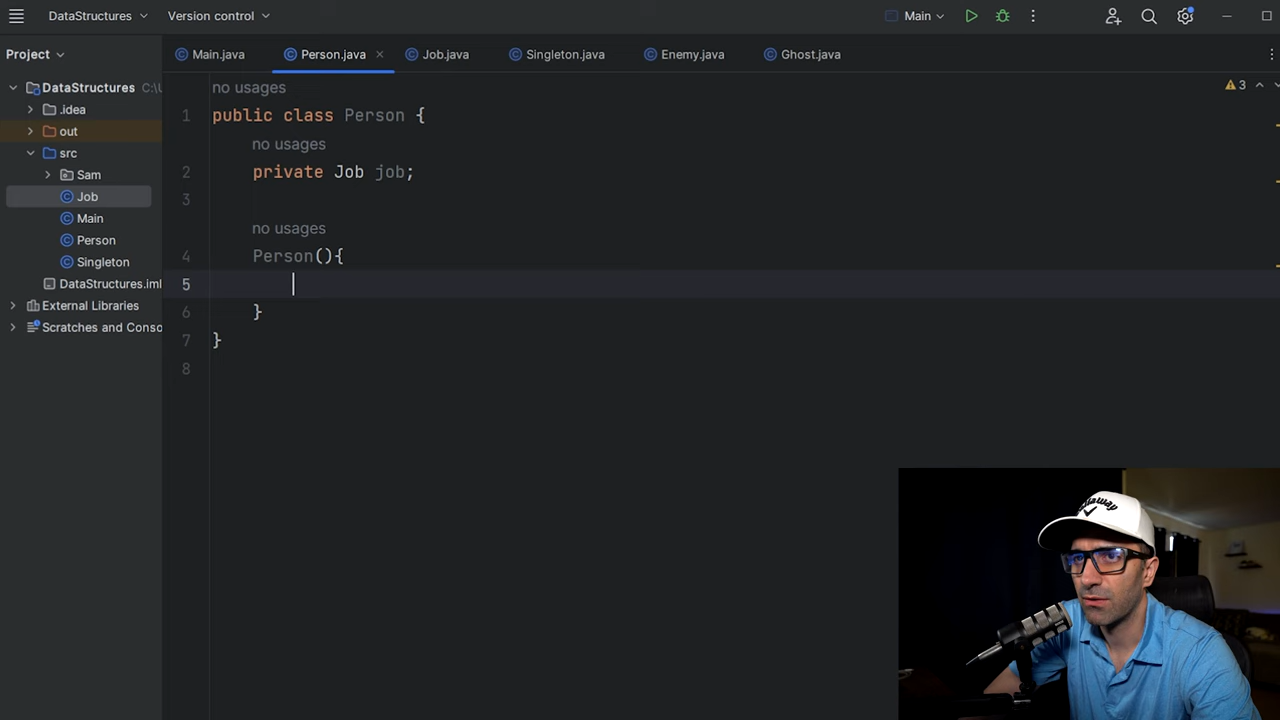 DataStructures Version control Main
Project
Main.java Person.java Job.java Singleton.java Enemy.java Ghost.java
DataStructures C:\U
.idea
out
src
Sam
Job
Main
Person
Singleton
DataStructures.iml
External Libraries
Scratches and Conso
no usages
3
1 public class Person {
no usages
2 private Job job;
3
no usages
4 Person(){
5
6 }
7 }
8
Callaway